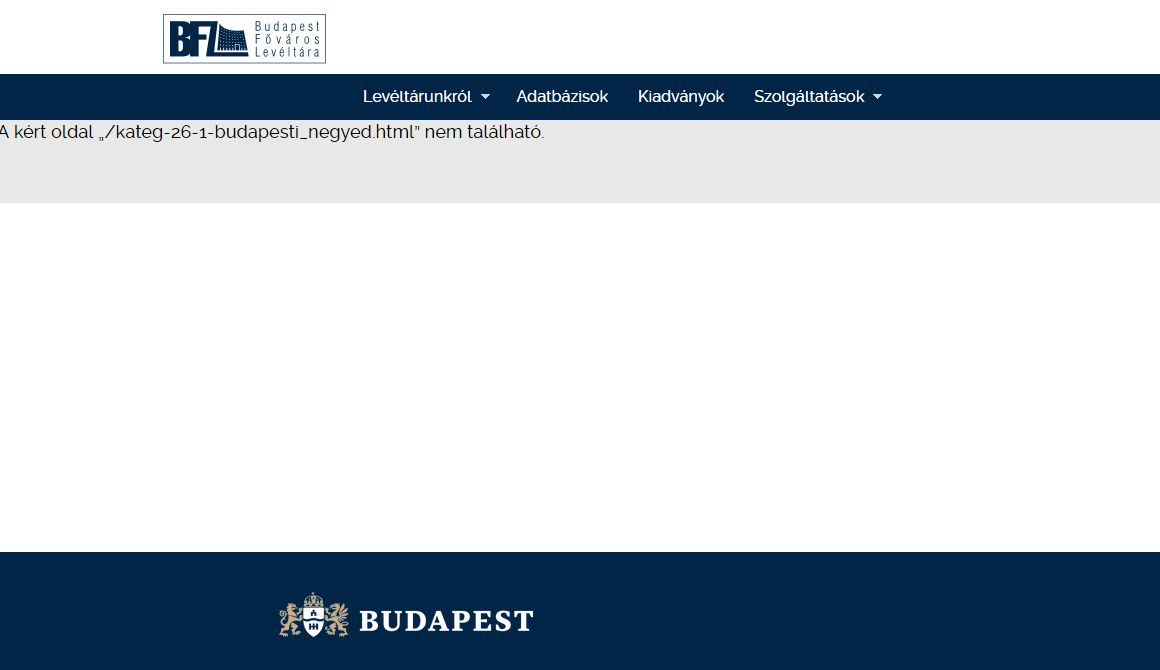 BFL
Budapest
Főváros
Levéltára
Levéltárunkról Adatbázisok Kiadványok Szolgáltatások
A kért oldal „/kateg-26-1-budapesti_negyed.html” nem található.
BUDAPEST